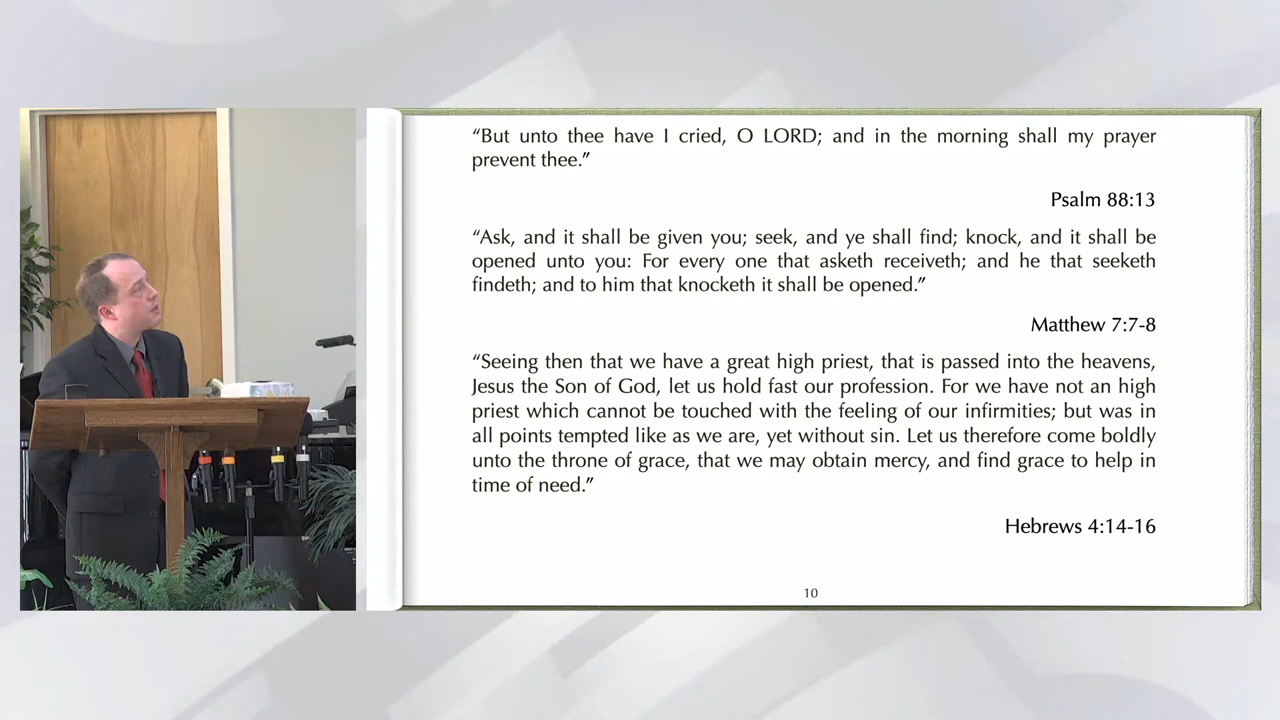 “But unto thee have I cried, O LORD; and in the morning shall my prayer
prevent thee.”
Psalm 88:13
“Ask, and it shall be given you; seek, and ye shall find; knock, and it shall be
opened unto you: For every one that asketh receiveth; and he that seeketh
findeth; and to him that knocketh it shall be opened.”
Matthew 7:7-8
“Seeing then that we have a great high priest, that is passed into the heavens,
Jesus the Son of God, let us hold fast our profession. For we have not an high
priest which cannot be touched with the feeling of our infirmities; but was in
all points tempted like as we are, yet without sin. Let us therefore come boldly
unto the throne of grace, that we may obtain mercy, and find grace to help in
time of need.”
Hebrews 4:14-16
10